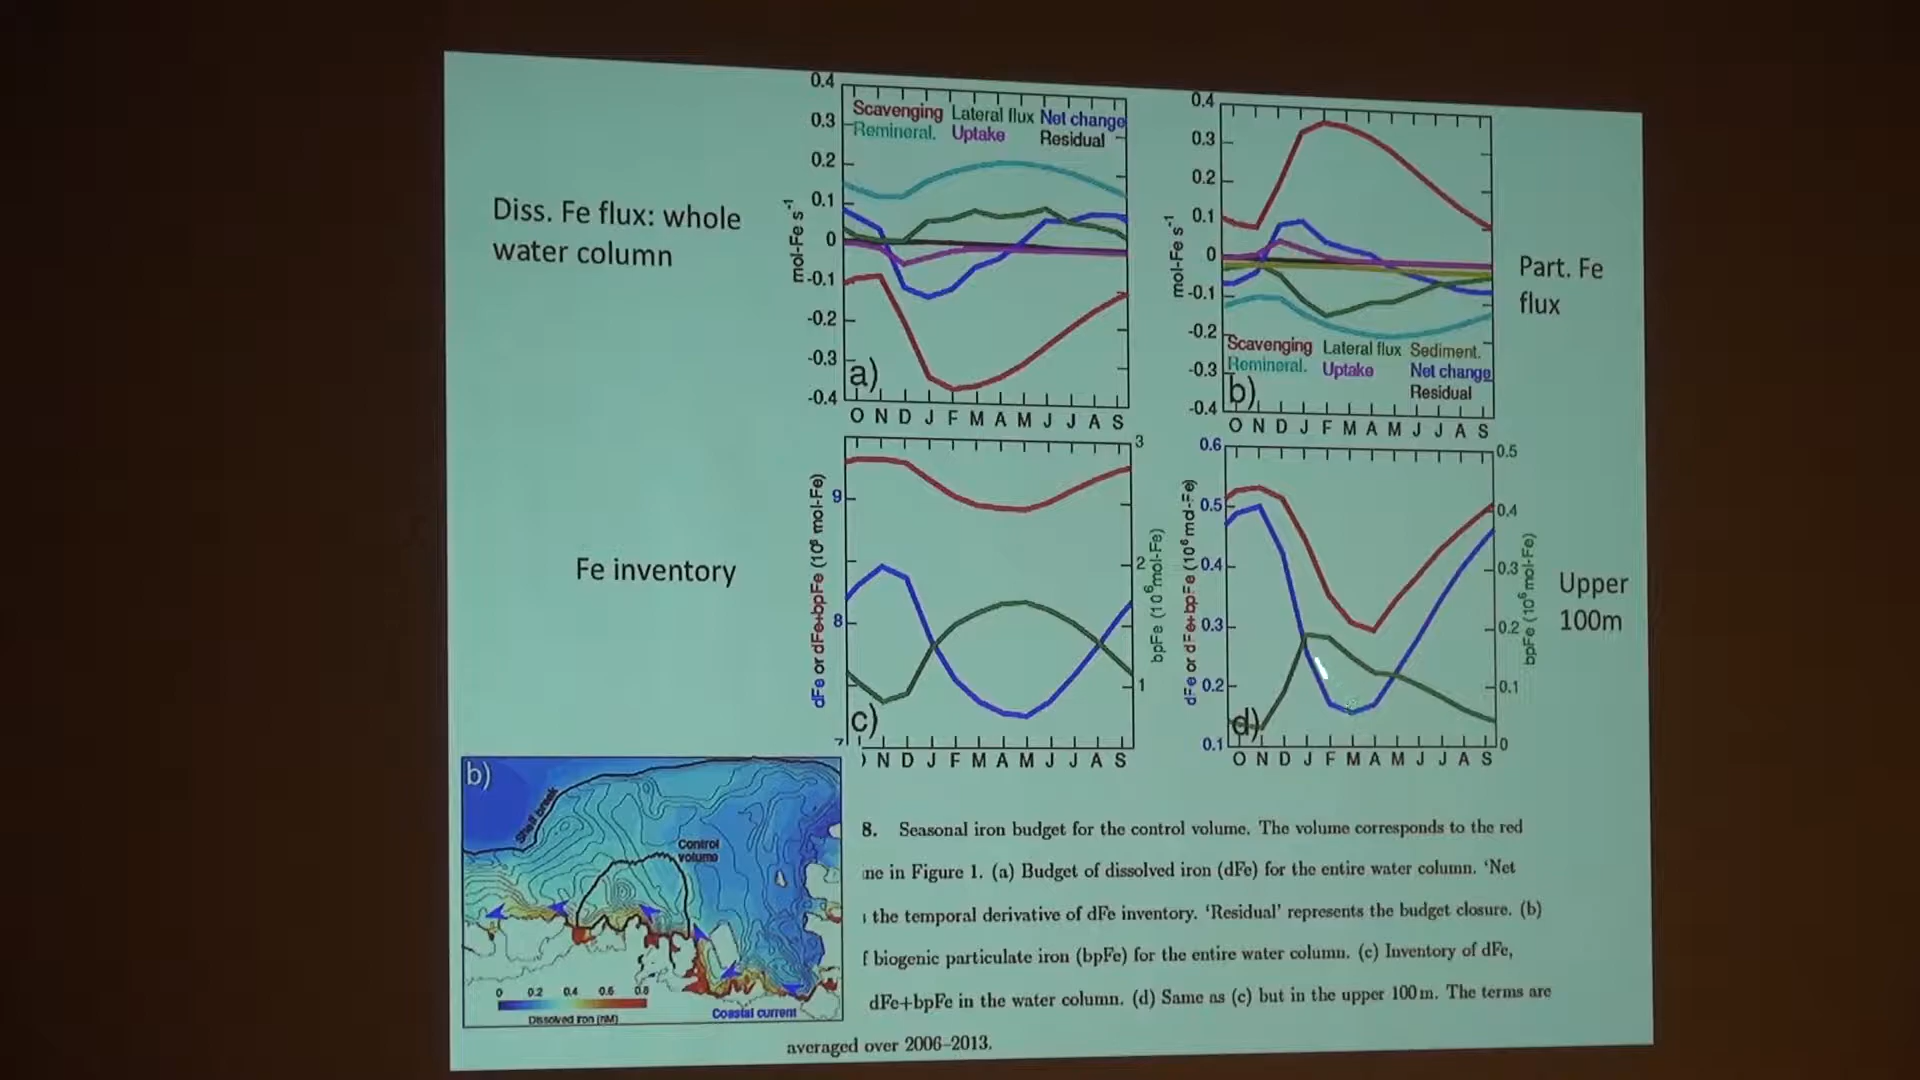 Diss. Fe flux: whole
water column
0.4
0.3
0.2
0.1
0
-0.1
-0.2
-0.3
-0.4
mol-Fe s-1
Scavenging Lateral flux Net change
Remineral. Uptake Residual
a)
O N D J F M A M J J A S
0.4
0.3
0.2
0.1
0
-0.1
-0.2
-0.3
-0.4
mol-Fe s-1
Scavenging Lateral flux Sediment.
Remineral. Uptake Net change
Residual
b)
O N D J F M A M J J A S
Part. Fe
flux
Fe inventory
9
8
7
dFe or dFe+bpFe (10⁶ mol-Fe)
c)
3
2
1
bpFe (10⁶mol-Fe)
N D J F M A M J J A S
0.6
0.5
0.4
0.3
0.2
0.1
dFe or dFe+bpFe (10⁶ mol-Fe)
d)
0.5
0.4
0.3
0.2
0.1
0
bpFe (10⁶mol-Fe)
O N D J F M A M J J A S
Upper
100m
b)
Shelf break
Control
volume
0 0.2 0.4 0.6 0.8
Dissolved Iron (nM)
Coastal current
8. Seasonal iron budget for the control volume. The volume corresponds to the red
ne in Figure 1. (a) Budget of dissolved iron (dFe) for the entire water column. ‘Net
the temporal derivative of dFe inventory. ‘Residual’ represents the budget closure. (b)
f biogenic particulate iron (bpFe) for the entire water column. (c) Inventory of dFe,
dFe+bpFe in the water column. (d) Same as (c) but in the upper 100 m. The terms are
averaged over 2006–2013.